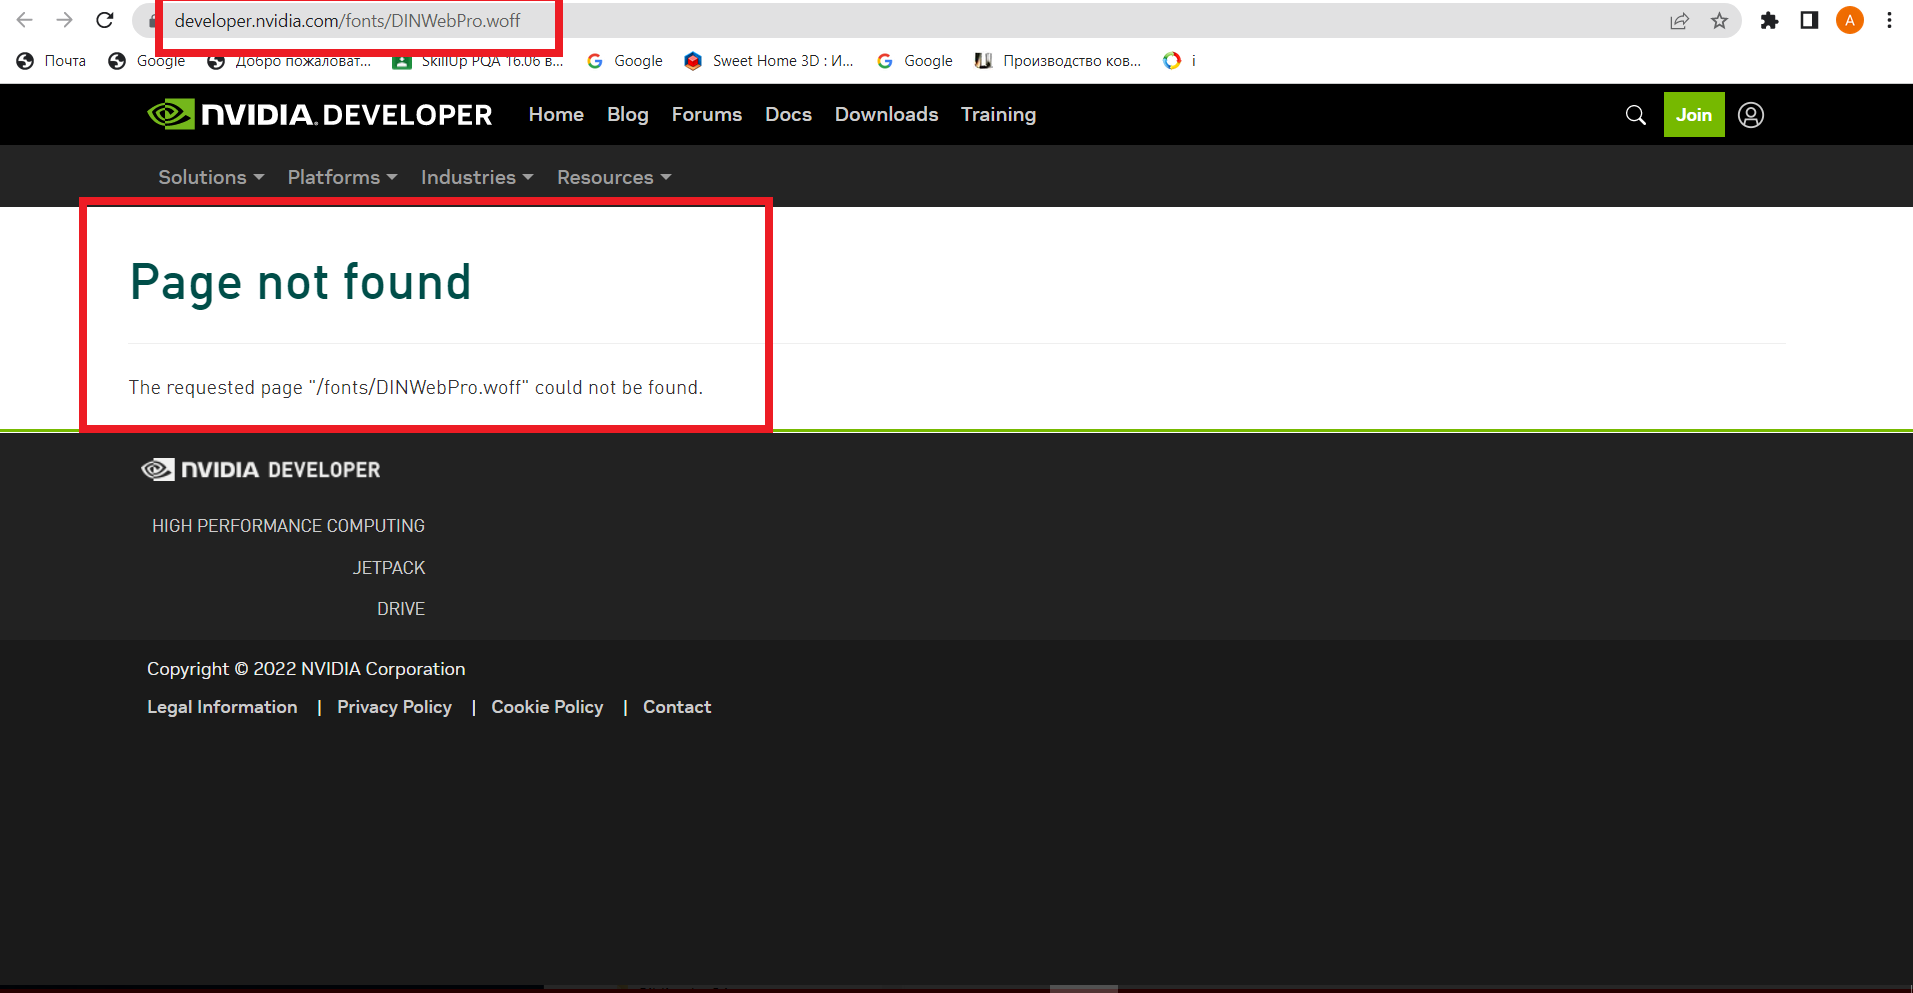 developer.nvidia.com/fonts/DINWebPro.woff
A
Почта Google Добро пожаловат... SkillUp PQA 16.06 в... Google Sweet Home 3D : И... Google Производство ков... i
NVIDIA. DEVELOPER Home Blog Forums Docs Downloads Training Join
Solutions Platforms Industries Resources
Page not found
The requested page "/fonts/DINWebPro.woff" could not be found.
NVIDIA DEVELOPER
HIGH PERFORMANCE COMPUTING
JETPACK
DRIVE
Copyright © 2022 NVIDIA Corporation
Legal Information | Privacy Policy | Cookie Policy | Contact